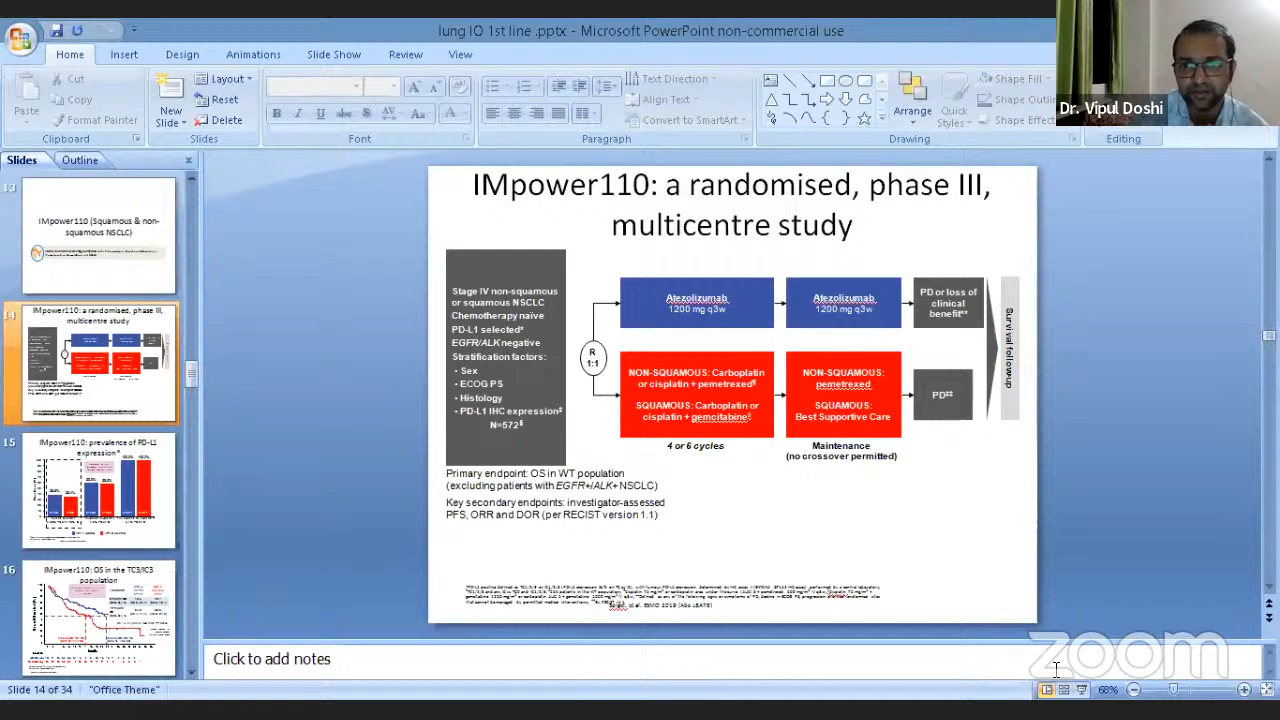 lung IO 1st line .pptx - Microsoft PowerPoint non-commercial use
Home
Insert
Design
Animations
Slide Show
Review
View
Paste
Cut
Copy
Format Painter
Clipboard
New
Slide
Layout
Reset
Delete
Slides
Font
Text Direction
Align Text
Convert to SmartArt
Paragraph
Arrange
Quick
Styles
Shape Fill
Shape Outli
Shape Effects
Drawing
Editing
Dr. Vipul Doshi
Slides
Outline
13
IMpower110 (Squamous & non-
squamous NSCLC)
14
IMpower110: a randomised, phase III,
multicentre study
15
IMpower110: prevalence of PD-L1
expression*
16
IMpower110: OS in the TC3/IC3
population
IMpower110: a randomised, phase III,
multicentre study
Stage IV non-squamous
or squamous NSCLC
Chemotherapy naïve
PD-L1 selected*
EGFR/ALK negative
Stratification factors:
• Sex
• ECOG PS
• Histology
• PD-L1 IHC expression‡
N=572§
R
1:1
Atezolizumab
1200 mg q3w
Atezolizumab
1200 mg q3w
PD or loss of
clinical
benefit**
NON-SQUAMOUS: Carboplatin
or cisplatin + pemetrexed¶
SQUAMOUS: Carboplatin or
cisplatin + gemcitabine
NON-SQUAMOUS:
pemetrexed
SQUAMOUS:
Best Supportive Care
PD‡‡
Survival follow-up
4 or 6 cycles
Maintenance
(no crossover permitted)
Primary endpoint: OS in WT population
(excluding patients with EGFR+/ALK+ NSCLC)
Key secondary endpoints: investigator-assessed
PFS, ORR and DOR (per RECIST version 1.1)
et al. ESMO 2019 (Abs LBA78)
Click to add notes
zoom
Slide 14 of 34
"Office Theme"
68%